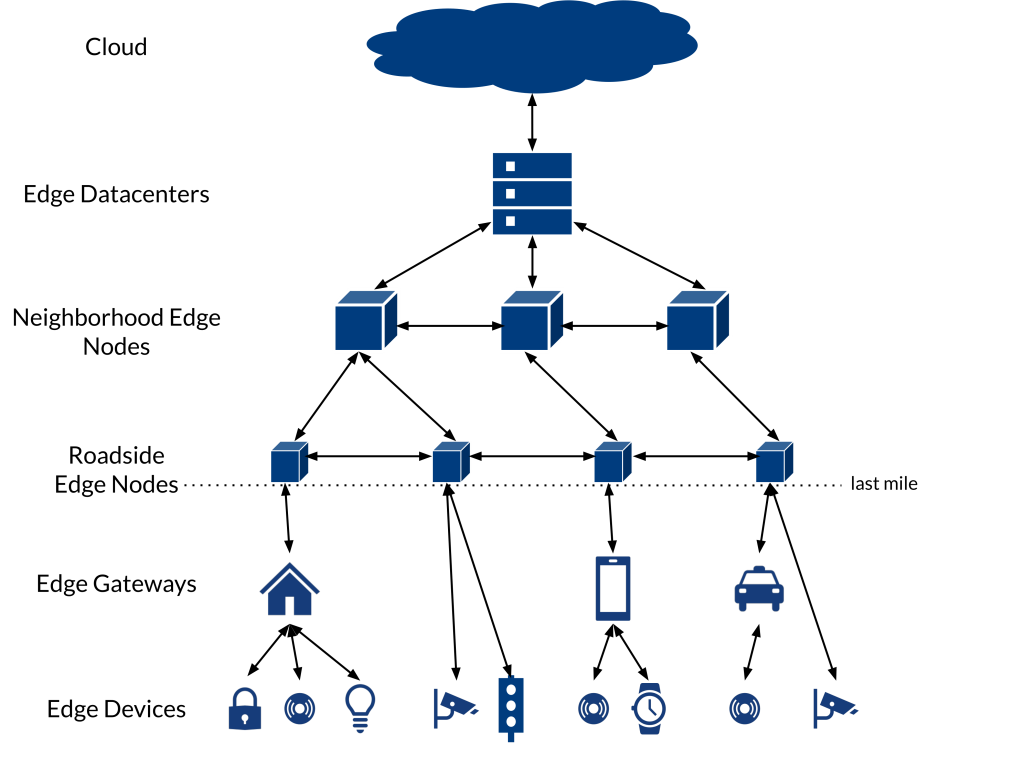 Cloud
Edge Datacenters
Neighborhood Edge
Nodes
Roadside
Edge Nodes
last mile
Edge Gateways
Edge Devices